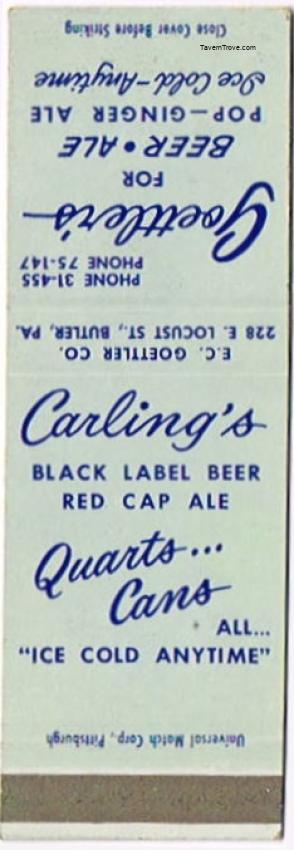 TavernTrove.com
Goettler's
FOR
BEER • ALE
POP — GINGER ALE
Ice Cold — Anytime
Close Cover Before Striking
E.C. GOETTLER CO.
228 E. LOCUST ST., BUTLER, PA.
PHONE 31-455
PHONE 75-147
Carling's
BLACK LABEL BEER
RED CAP ALE
Quarts...
Cans
ALL...
"ICE COLD ANYTIME"
Universal Match Corp., Pittsburgh